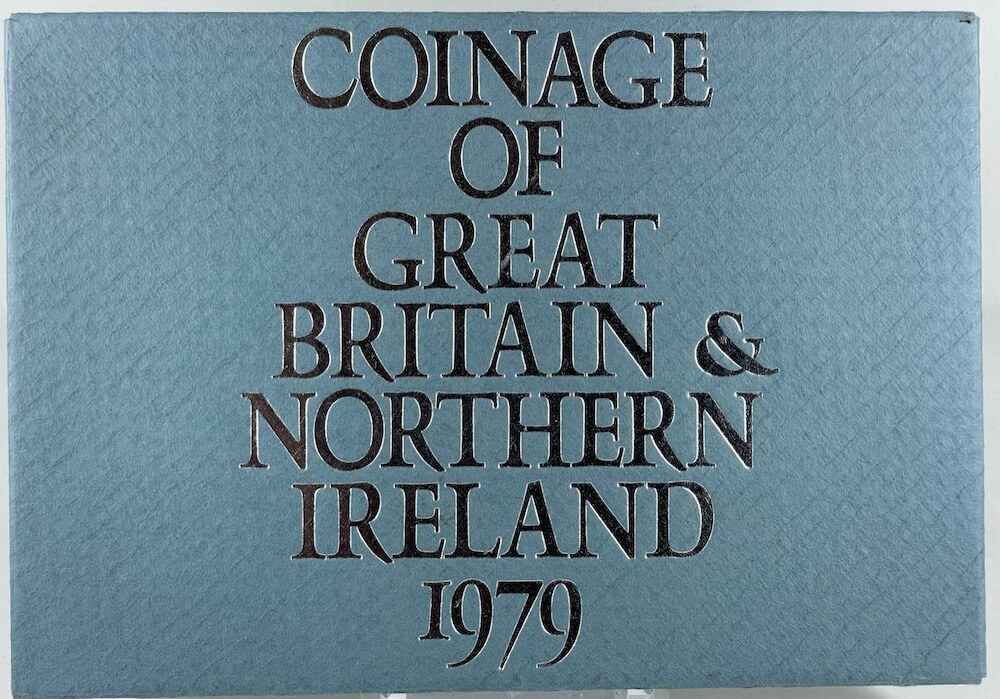 COINAGE
OF
GREAT
BRITAIN &
NORTHERN
IRELAND
1979